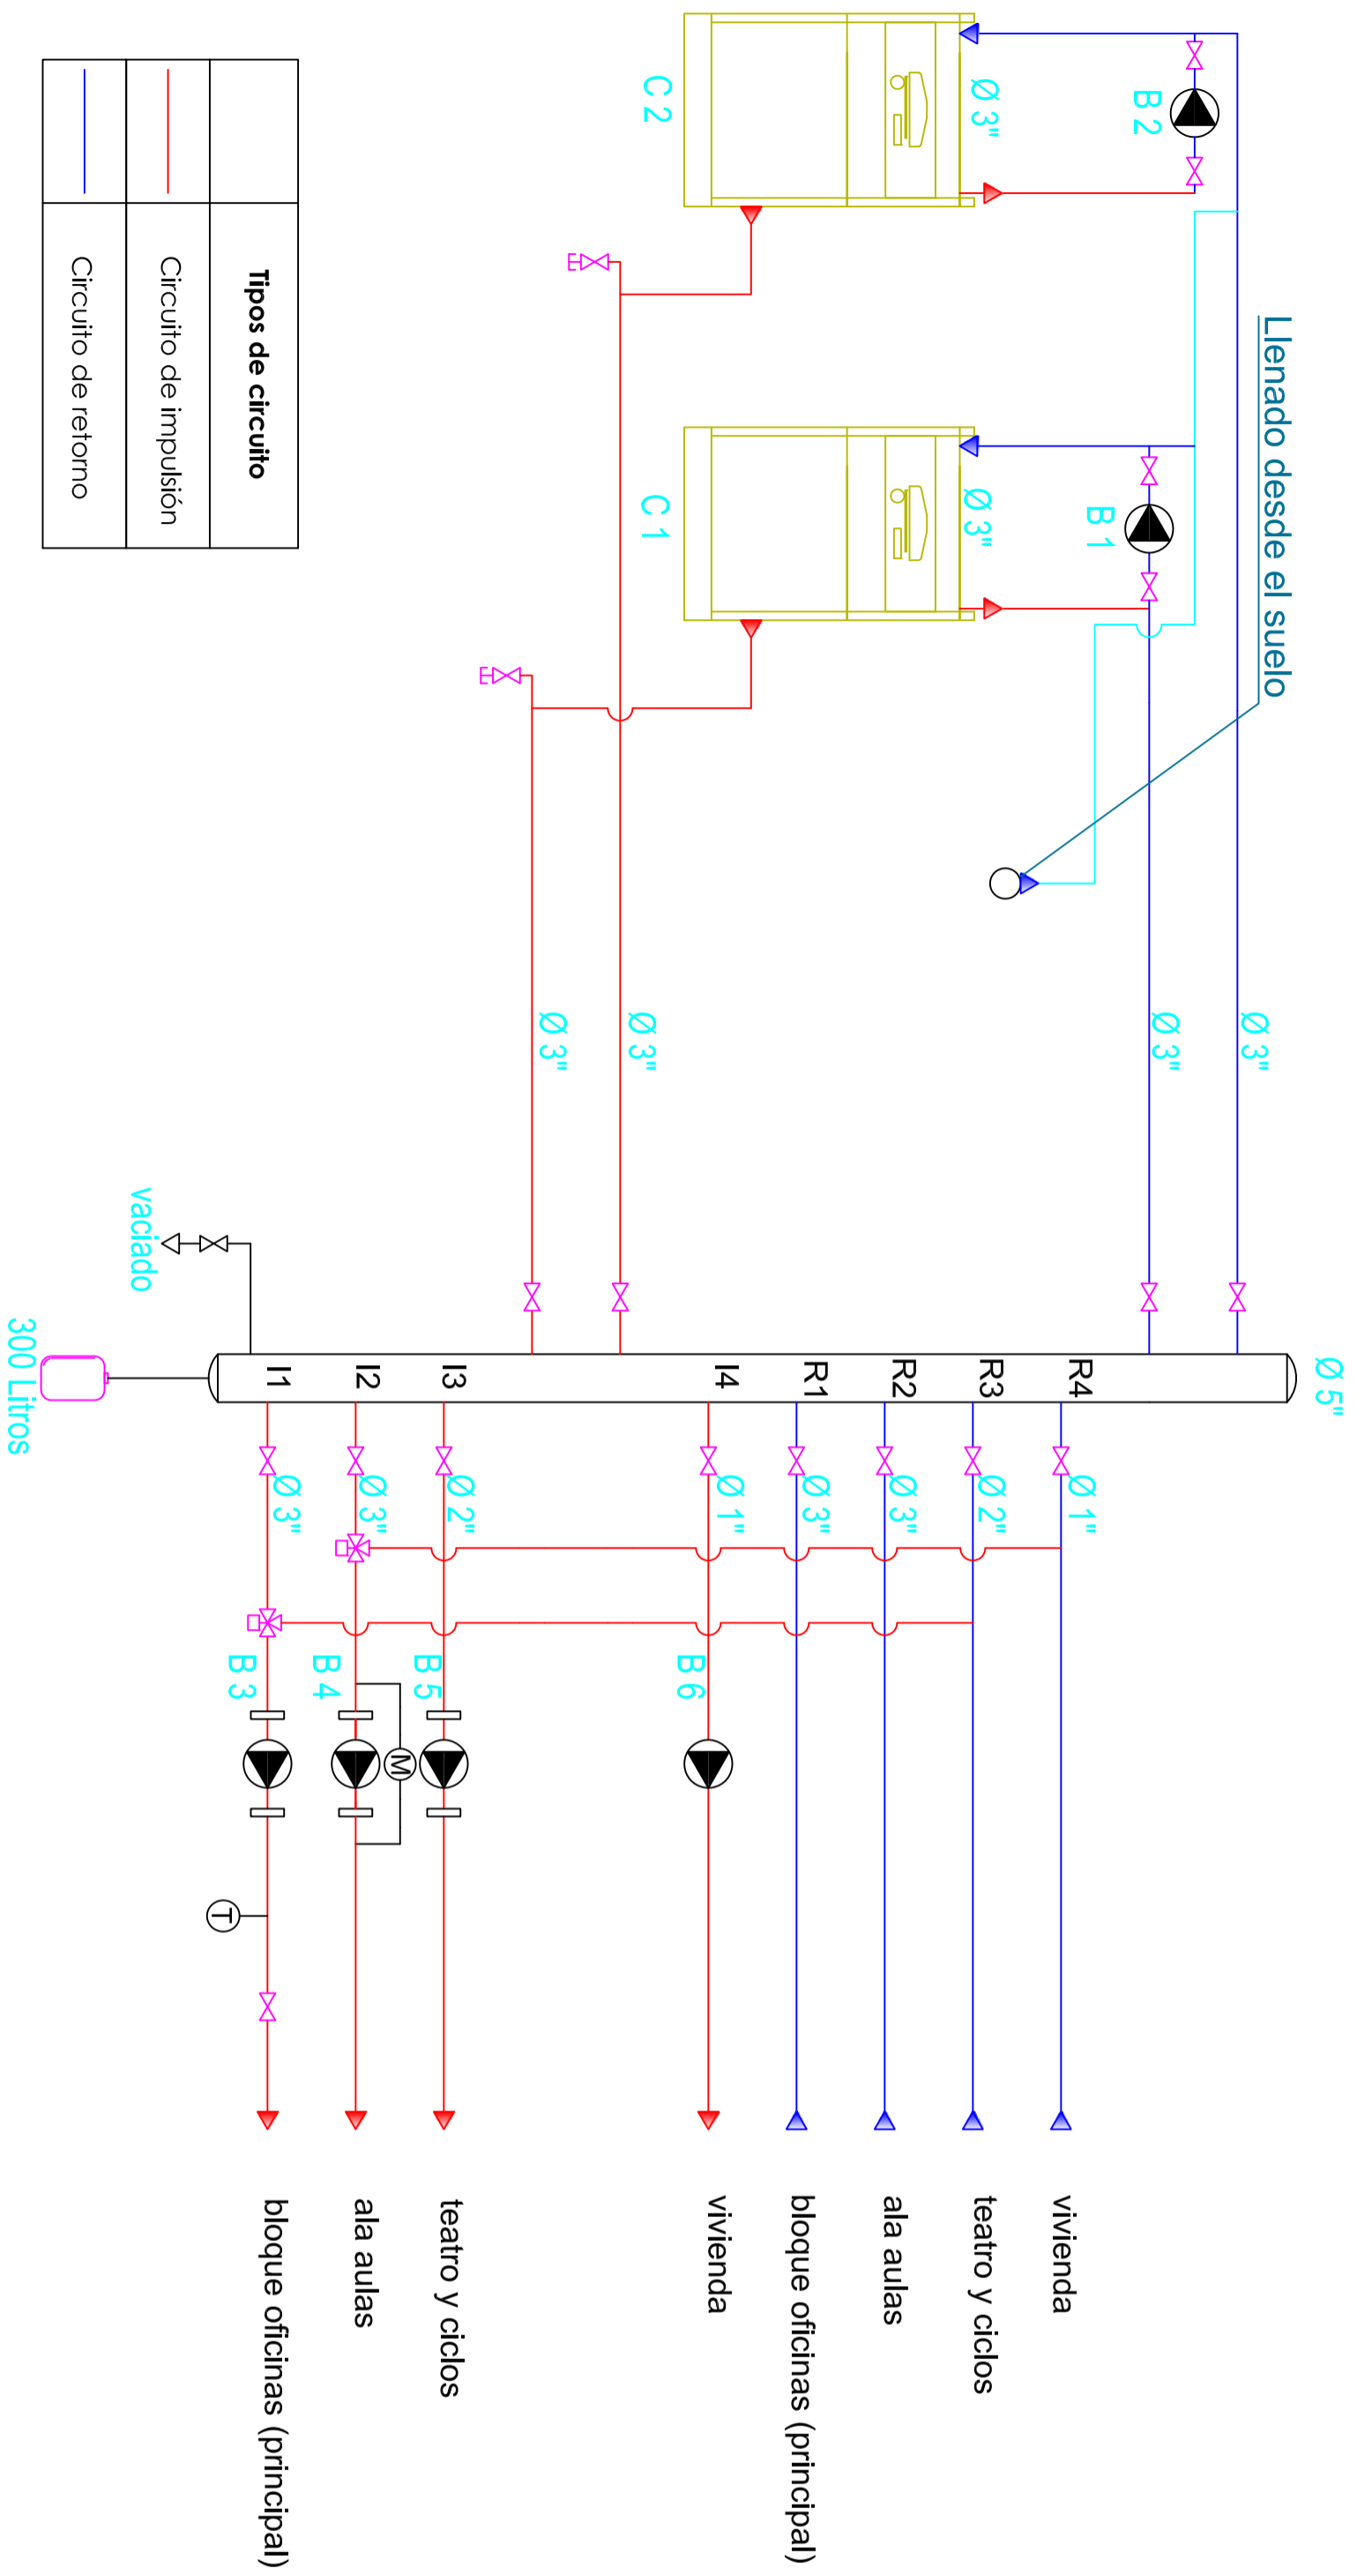 Ø 5"
Ø 3"
Ø 3"
Llenado desde el suelo
B 2
B 1
Ø 3"
Ø 3"
C 2
C 1
Ø 3"
Ø 3"
Tipos de circuito
Circuito de impulsión
Circuito de retorno
vaciado
300 Litros
R4
Ø 1"
vivienda
R3
Ø 2"
teatro y ciclos
R2
Ø 3"
ala aulas
R1
Ø 3"
bloque oficinas (principal)
I4
Ø 1"
B 6
vivienda
I3
Ø 2"
B 5
teatro y ciclos
M
I2
Ø 3"
B 4
ala aulas
I1
Ø 3"
B 3
T
bloque oficinas (principal)